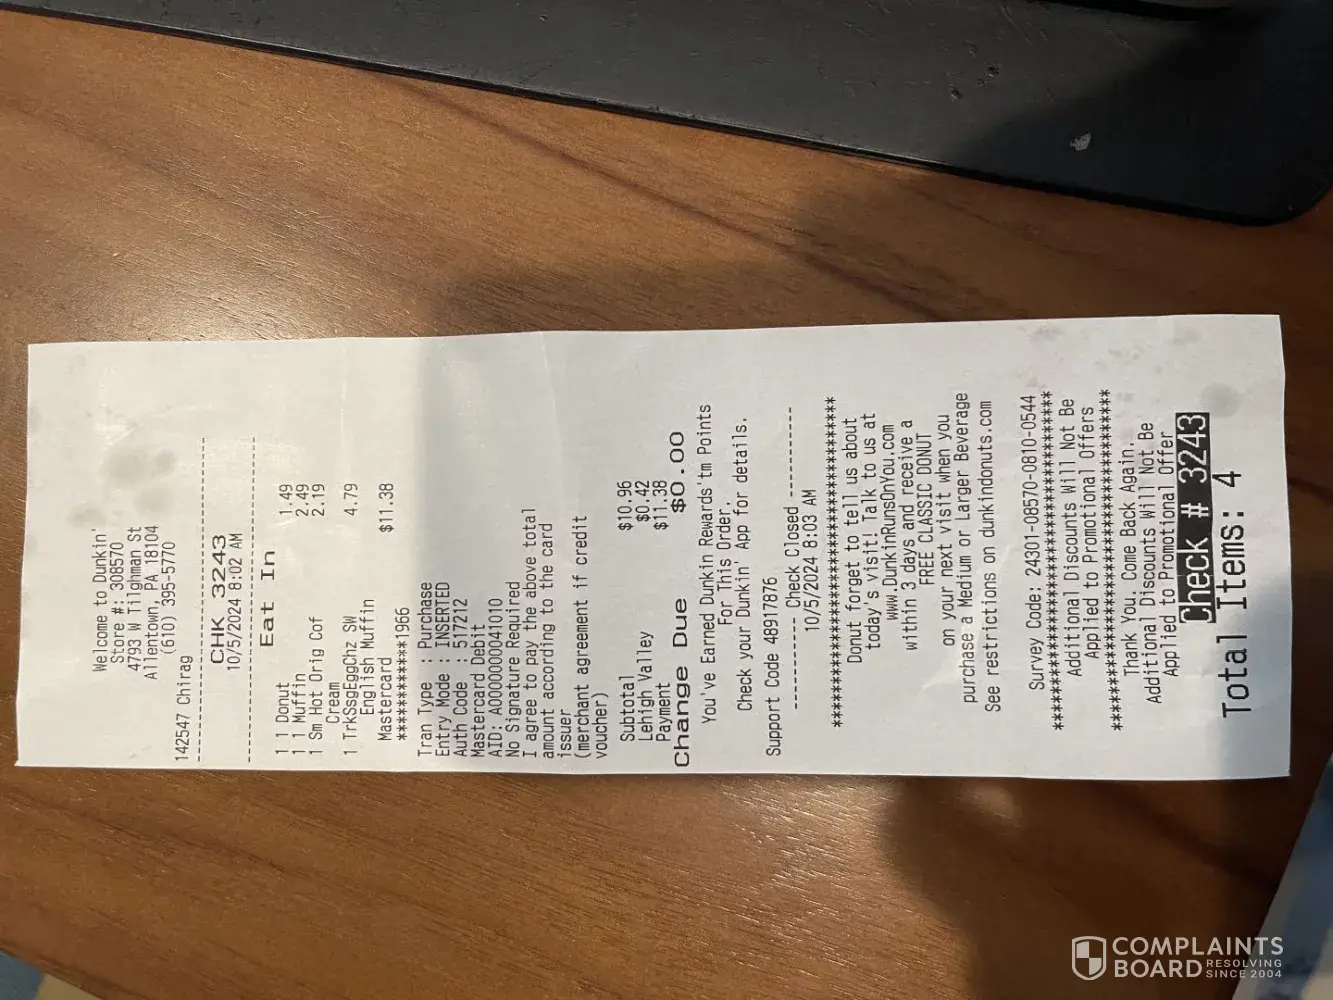 Welcome to Dunkin'
Store #: 308570
4793 W Tilghman St
Allentown, PA 18104
(610) 395-5770
142547 Chirag
--------------------------------------
CHK 3243
10/5/2024 8:02 AM
--------------------------------------
Eat In
1 1 Donut 1.49
1 1 Muffin 2.49
1 Sm Hot Orig Cof 2.19
Cream
1 TrkSsgEggChz SW 4.79
English Muffin
Mastercard $11.38
************1966
Tran Type : Purchase
Entry Mode : INSERTED
Auth Code : 517212
Mastercard Debit
AID: A0000000041010
No Signature Required
I agree to pay the above total
amount according to the card
issuer
(merchant agreement if credit
voucher)
Subtotal $10.96
Lehigh Valley $0.42
Payment $11.38
Change Due $0.00
You've Earned Dunkin Rewards'tm Points
For This Order.
Check your Dunkin' App for details.
Support Code 48917876
---------- Check Closed ----------
10/5/2024 8:03 AM
**************************************
Donut forget to tell us about
today's visit! Talk to us at
www.DunkinRunsOnYou.com
within 3 days and receive a
FREE CLASSIC DONUT
on your next visit when you
purchase a Medium or Larger Beverage
See restrictions on dunkindonuts.com
Survey Code: 24301-08570-0810-0544
**************************************
Additional Discounts Will Not Be
Applied to Promotional Offers
**************************************
Thank You. Come Back Again.
Additional Discounts Will Not Be
Applied to Promotional Offer
Check # 3243
Total Items: 4
COMPLAINTS
BOARD RESOLVING
SINCE 2004